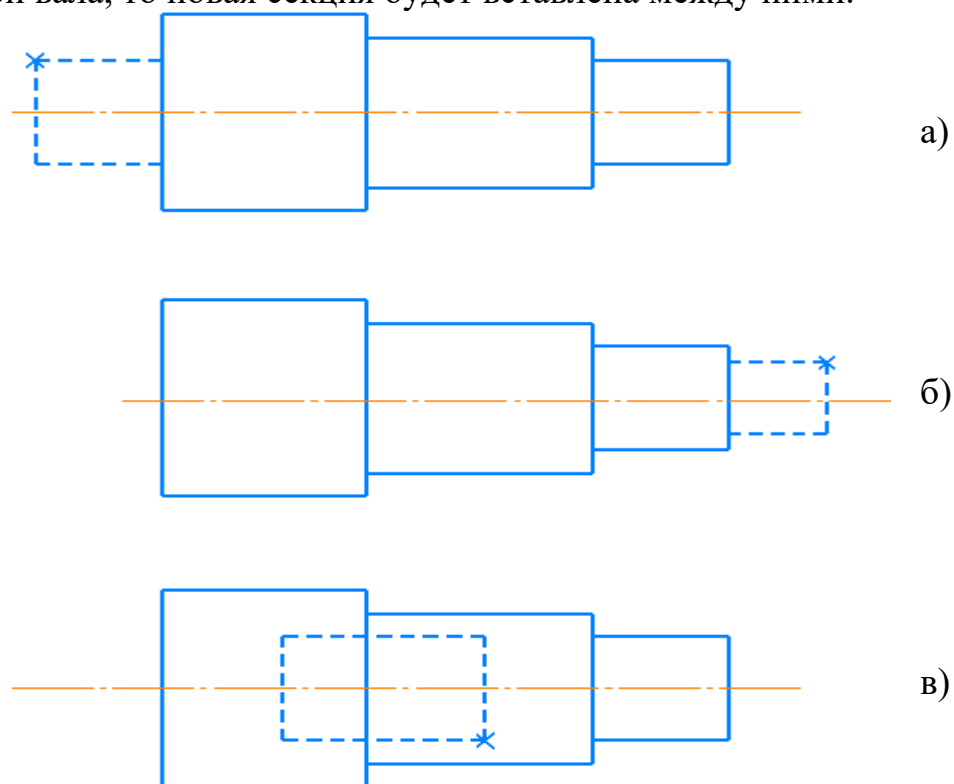 вала, то новая секция будет вставлена между ними.
а)
б)
в)